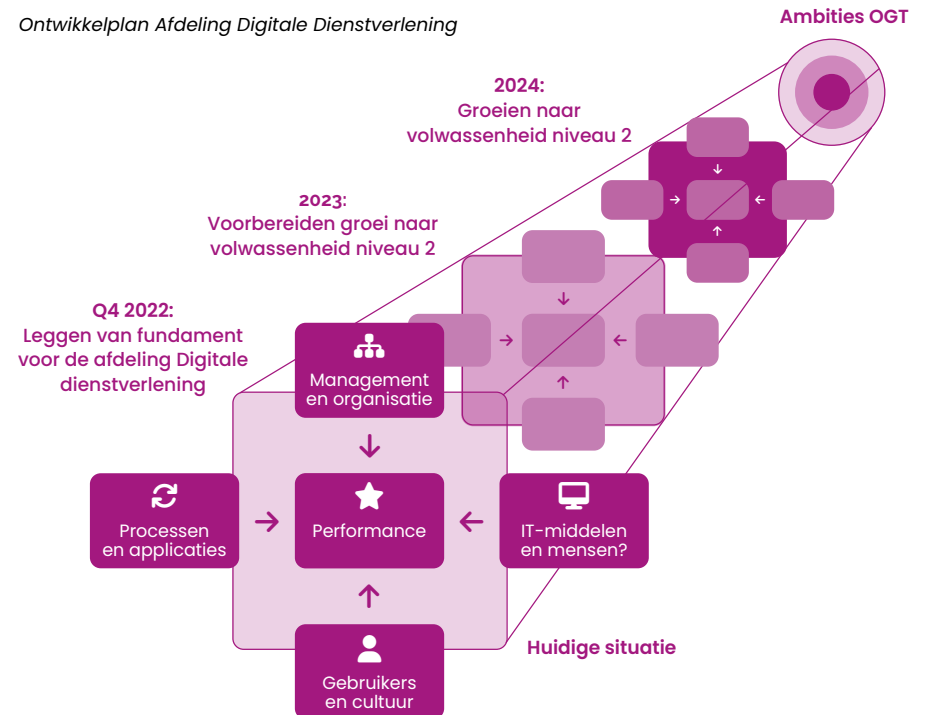 Ontwikkelplan Afdeling Digitale Dienstverlening
Ambities OGT
2024:
Groeien naar
volwassenheid niveau 2
2023:
Voorbereiden groei naar
volwassenheid niveau 2
Q4 2022:
Leggen van fundament
voor de afdeling Digitale
dienstverlening
Management
en organisatie
Processen
en applicaties
Performance
IT-middelen
en mensen?
Huidige situatie
Gebruikers
en cultuur